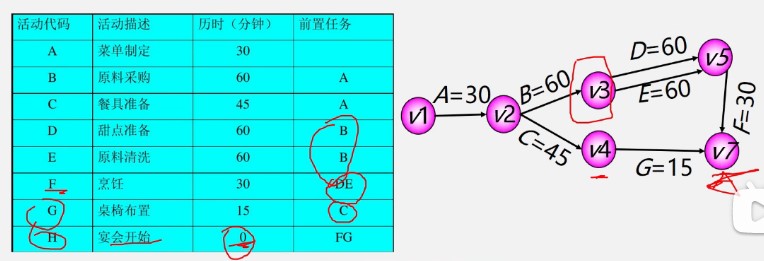 活动代码 活动描述 历时（分钟） 前置任务
A 菜单制定 30
B 原料采购 60 A
C 餐具准备 45 A
D 甜点准备 60 B
E 原料清洗 60 B
F 烹饪 30 DE
G 桌椅布置 15 C
H 宴会开始 0 FG
v1
A=30
v2
B=60
v3
D=60
E=60
v5
C=45
v4
G=15
F=30
v7